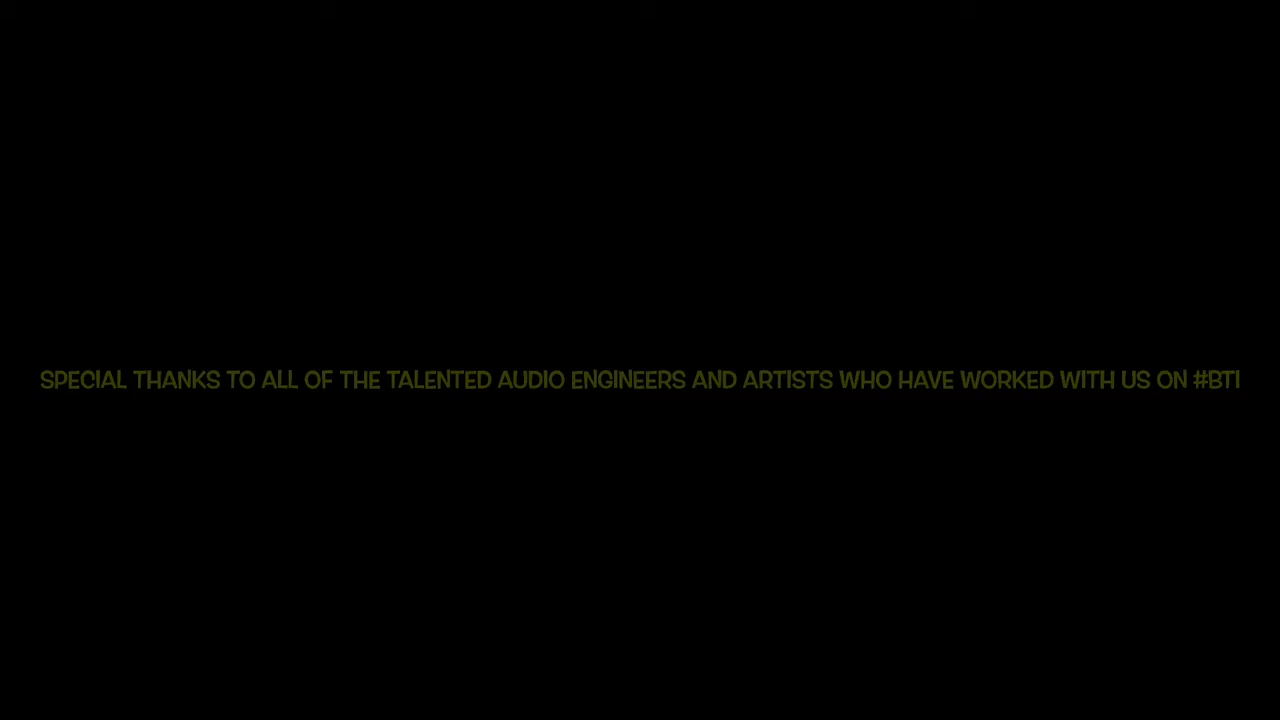 SPECIAL THANKS TO ALL OF THE TALENTED AUDIO ENGINEERS AND ARTISTS WHO HAVE WORKED WITH US ON #BTI